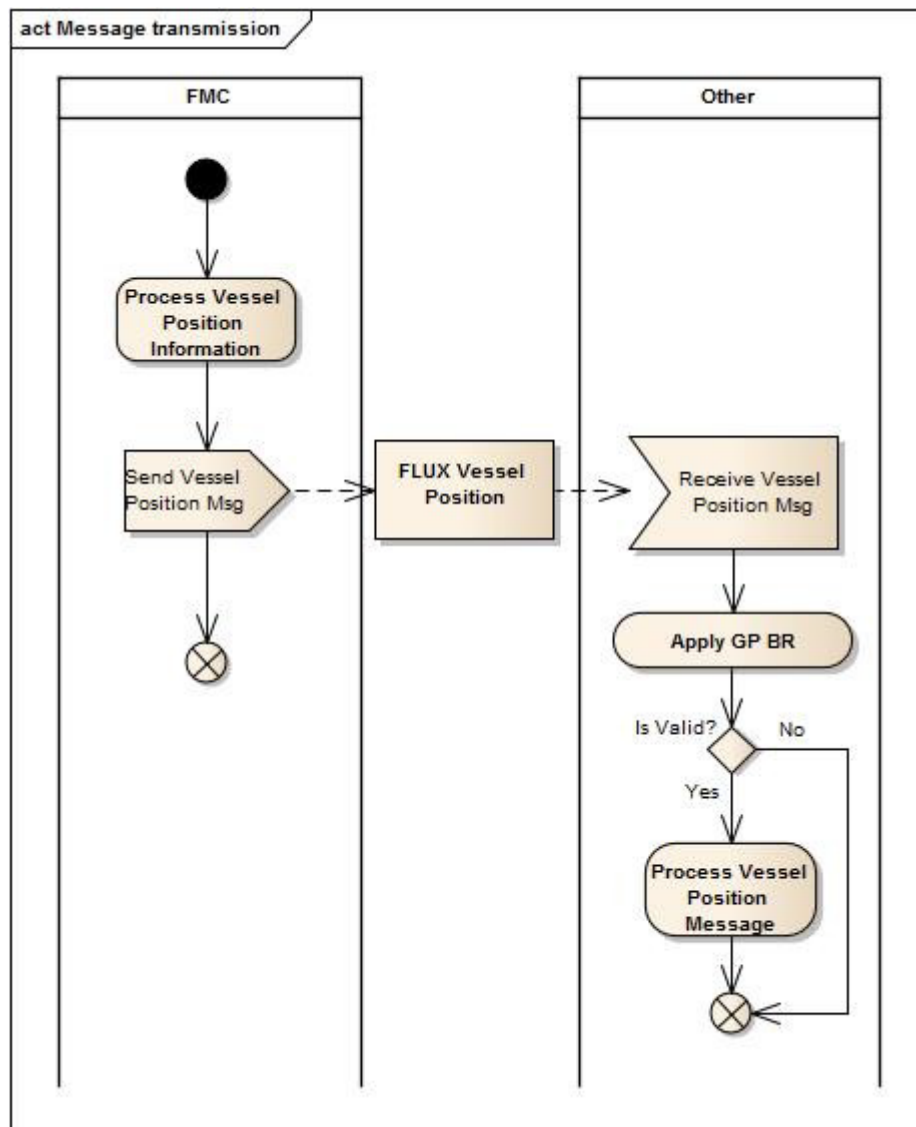 act Message transmission
FMC
Other
Process Vessel
Position
Information
Send Vessel
Position Msg
FLUX Vessel
Position
Receive Vessel
Position Msg
Apply GP BR
Is Valid?
No
Yes
Process Vessel
Position
Message